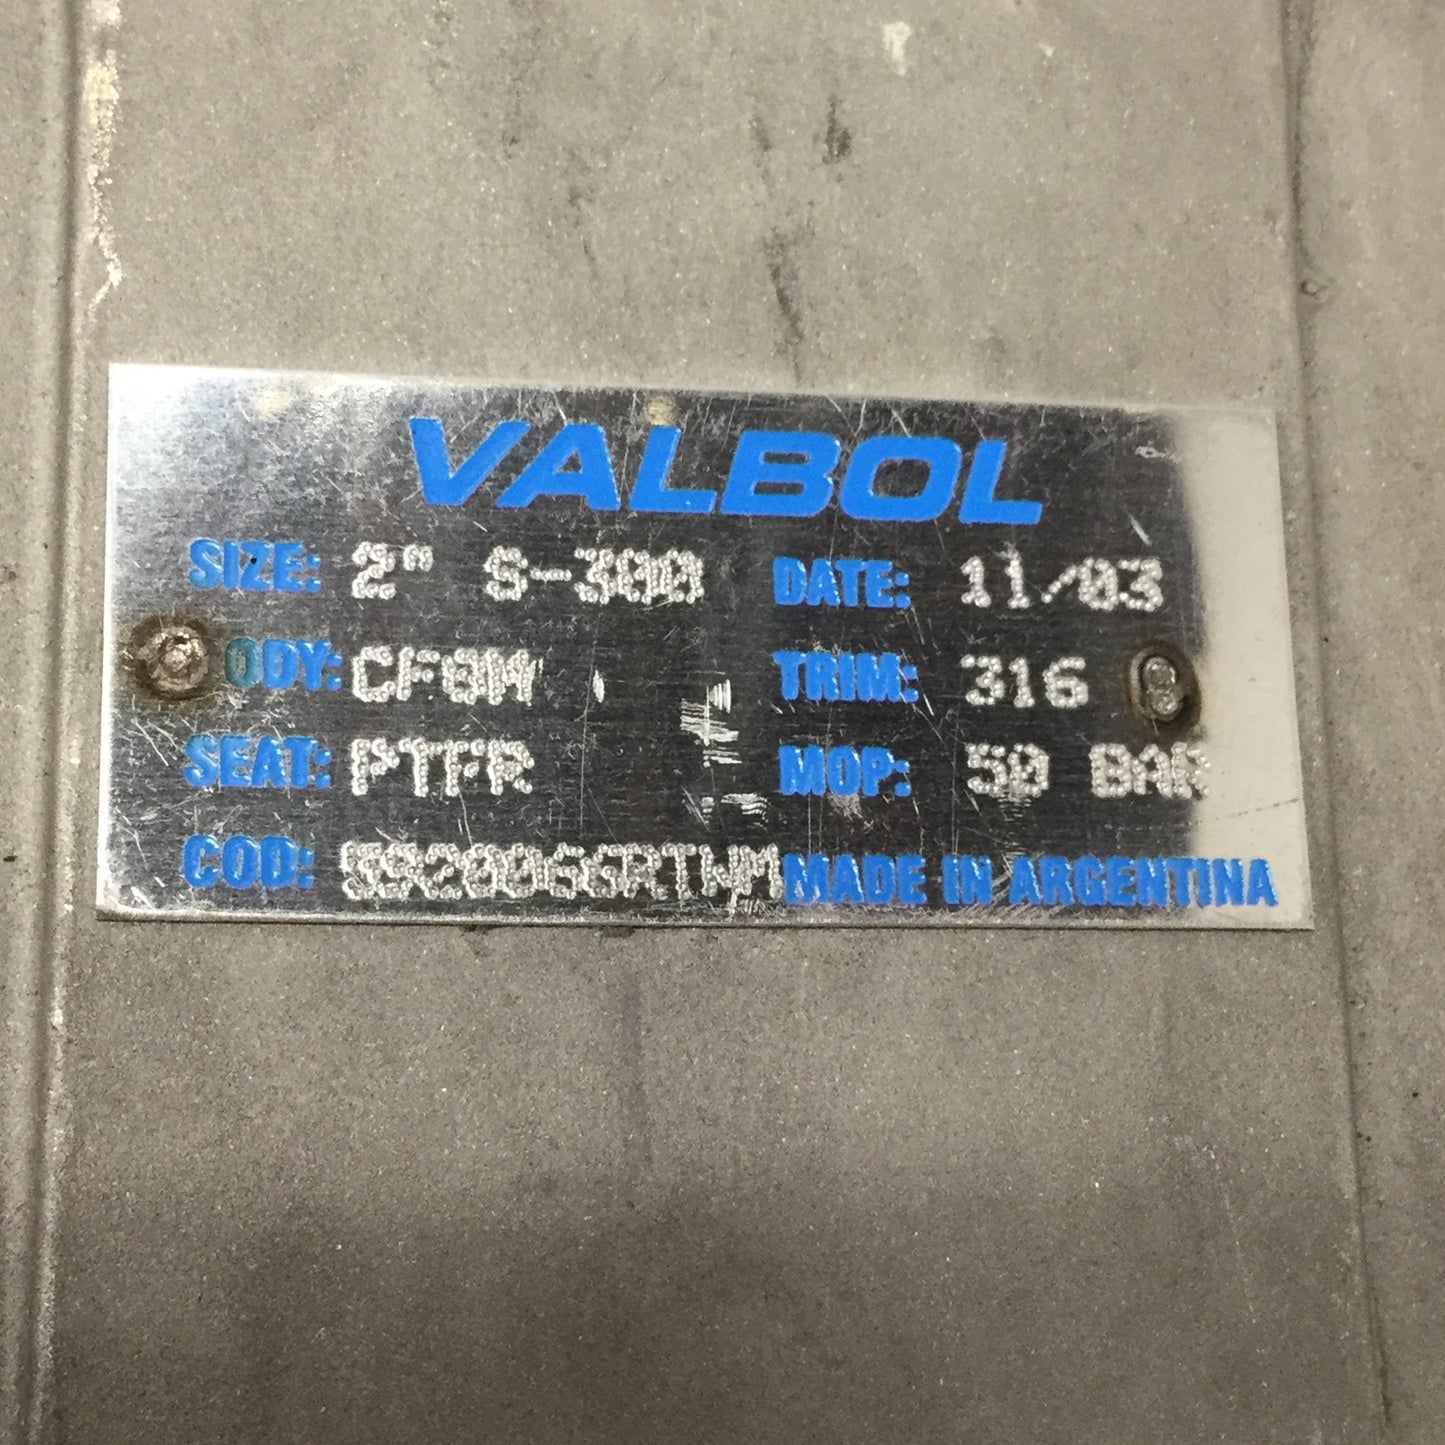 VALBOL
SIZE: 2" S-300 DATE: 11/03
ODY: CF8M TRIM: 316
SEAT: PTFR MOP: 50 BAR
COD: S920066RTWM MADE IN ARGENTINA